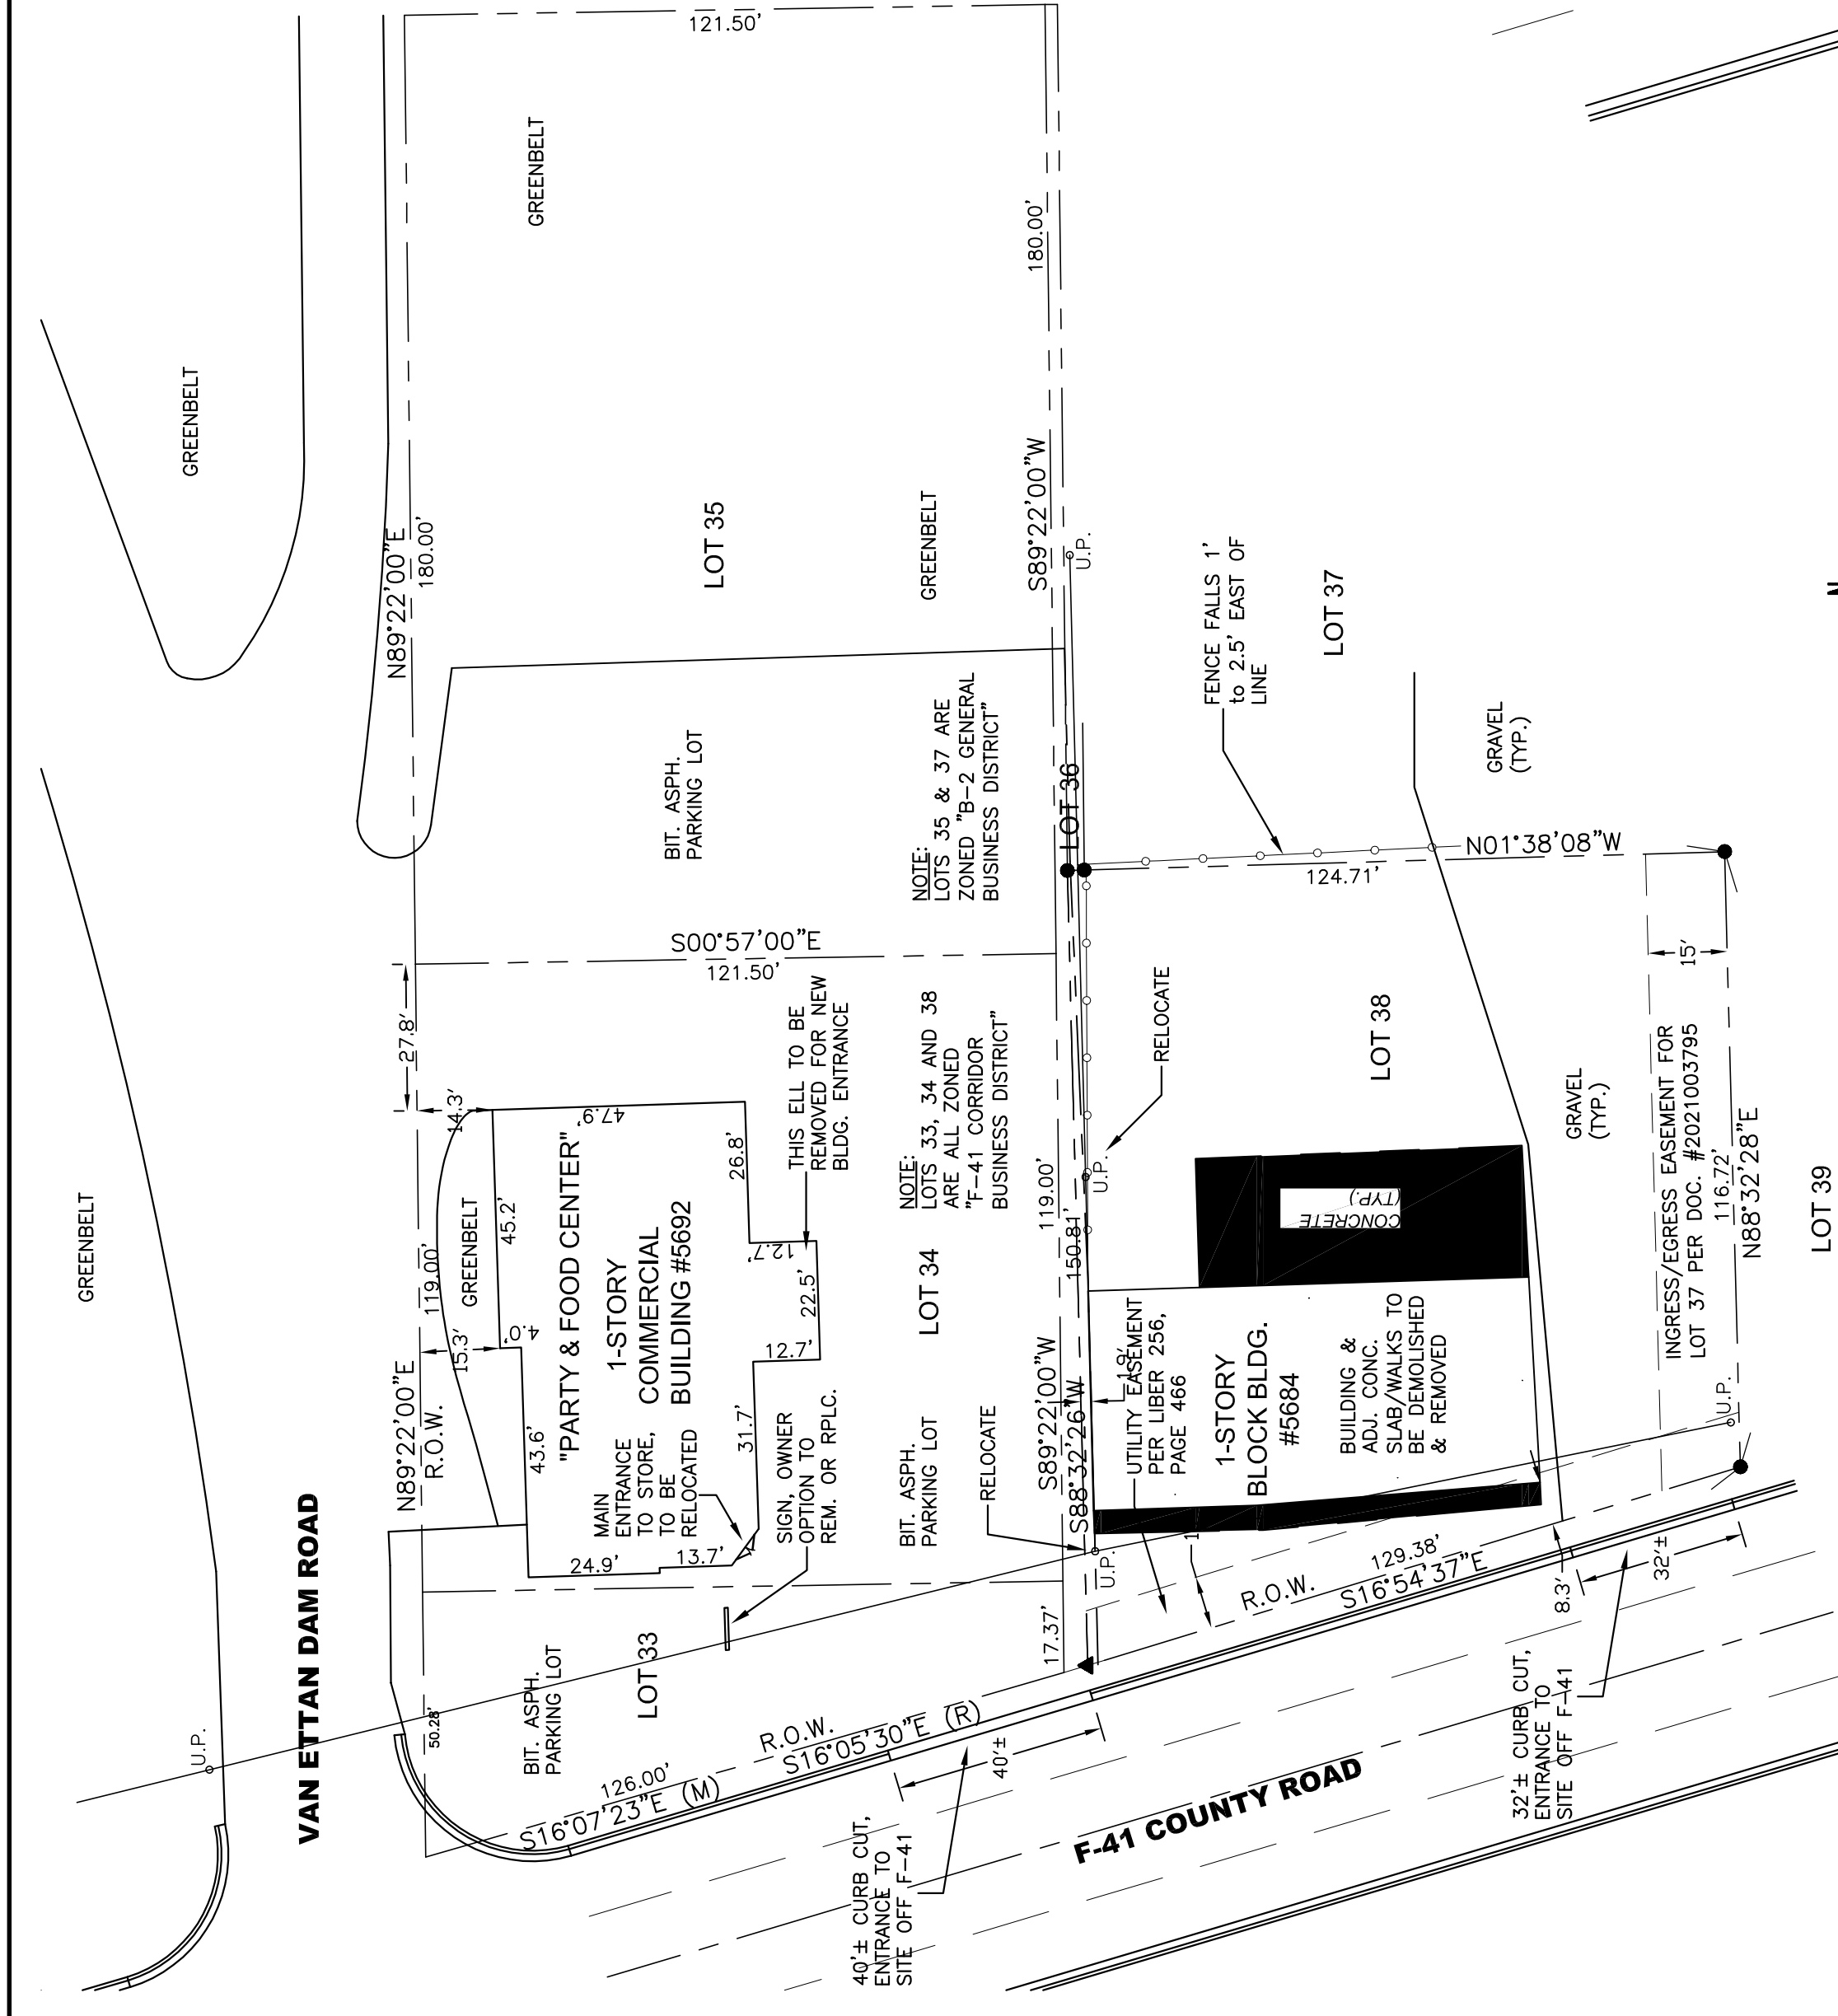 VAN ETTAN DAM ROAD
F-41 COUNTY ROAD
GREENBELT
GREENBELT
GREENBELT
GREENBELT
GREENBELT
U.P.
N89°22'00"E
R.O.W.
119.00'
27.8'
14.3'
15.3'
N89°22'00"E
180.00'
121.50'
50.28'
BIT. ASPH.
PARKING LOT
LOT 33
"PARTY & FOOD CENTER"
1-STORY
COMMERCIAL
BUILDING #5692
45.2'
4.0'
43.6'
47.9'
26.8'
12.7'
22.5'
12.7'
31.7'
13.7'
24.9'
MAIN
ENTRANCE
TO STORE,
TO BE
RELOCATED
SIGN, OWNER
OPTION TO
REM. OR RPLC.
THIS ELL TO BE
REMOVED FOR NEW
BLDG. ENTRANCE
S00°57'00"E
121.50'
BIT. ASPH.
PARKING LOT
LOT 35
NOTE:
LOTS 35 & 37 ARE
ZONED "B-2 GENERAL
BUSINESS DISTRICT"
NOTE:
LOTS 33, 34 AND 38
ARE ALL ZONED
"F-41 CORRIDOR
BUSINESS DISTRICT"
LOT 34
BIT. ASPH.
PARKING LOT
RELOCATE
S89°22'00"W
180.00'
U.P.
LOT 36
17.37'
S89°22'00"W
119.00'
S88°32'26"W
150.81'
1.9'
U.P.
RELOCATE
U.P.
UTILITY EASEMENT
PER LIBER 256,
PAGE 466
1-STORY
BLOCK BLDG.
#5684
BUILDING &
ADJ. CONC.
SLAB/WALKS TO
BE DEMOLISHED
& REMOVED
CONCRETE
(TYP.)
LOT 38
FENCE FALLS 1'
to 2.5' EAST OF
LINE
LOT 37
N01°38'08"W
124.71'
GRAVEL
(TYP.)
GRAVEL
(TYP.)
INGRESS/EGRESS EASEMENT FOR
LOT 37 PER DOC. #2021003795
15'
116.72'
N88°32'28"E
U.P.
LOT 39
R.O.W.
126.00'
S16°07'23"E (M)
S16°05'30"E (R)
40'±
40'± CURB CUT,
ENTRANCE TO
SITE OFF F-41
R.O.W.
129.38'
S16°54'37"E
8.3'
32'±
32'± CURB CUT,
ENTRANCE TO
SITE OFF F-41